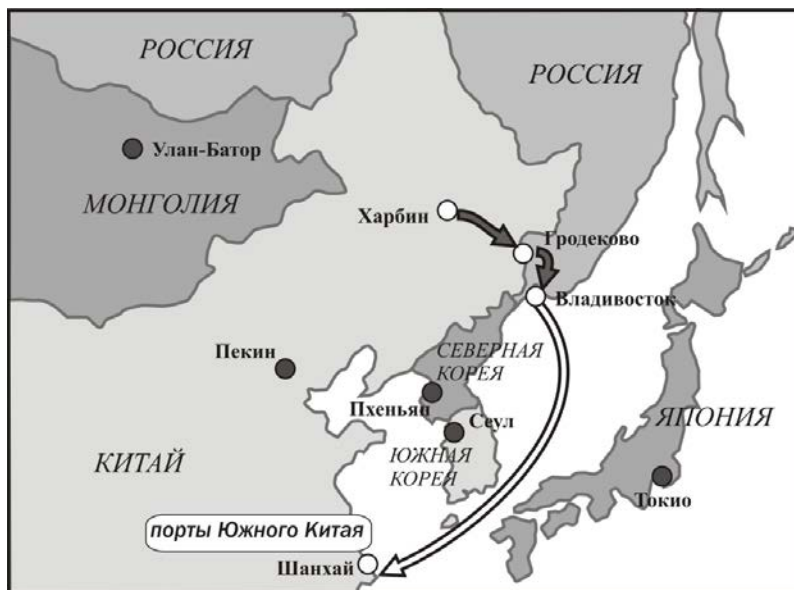 РОССИЯ
РОССИЯ
Улан-Батор
МОНГОЛИЯ
Харбин
Гродеково
Владивосток
Пекин
СЕВЕРНАЯ
КОРЕЯ
Пхеньян
Сеул
ЯПОНИЯ
КИТАЙ
ЮЖНАЯ
КОРЕЯ
Токио
порты Южного Китая
Шанхай